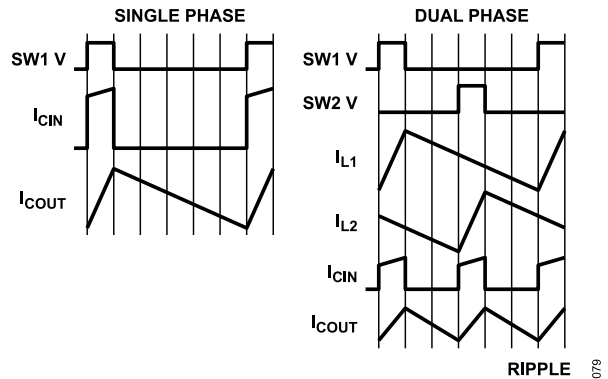 SINGLE PHASE
SW1 V
ICIN
ICOUT
DUAL PHASE
SW1 V
SW2 V
IL1
IL2
ICIN
ICOUT
RIPPLE
079